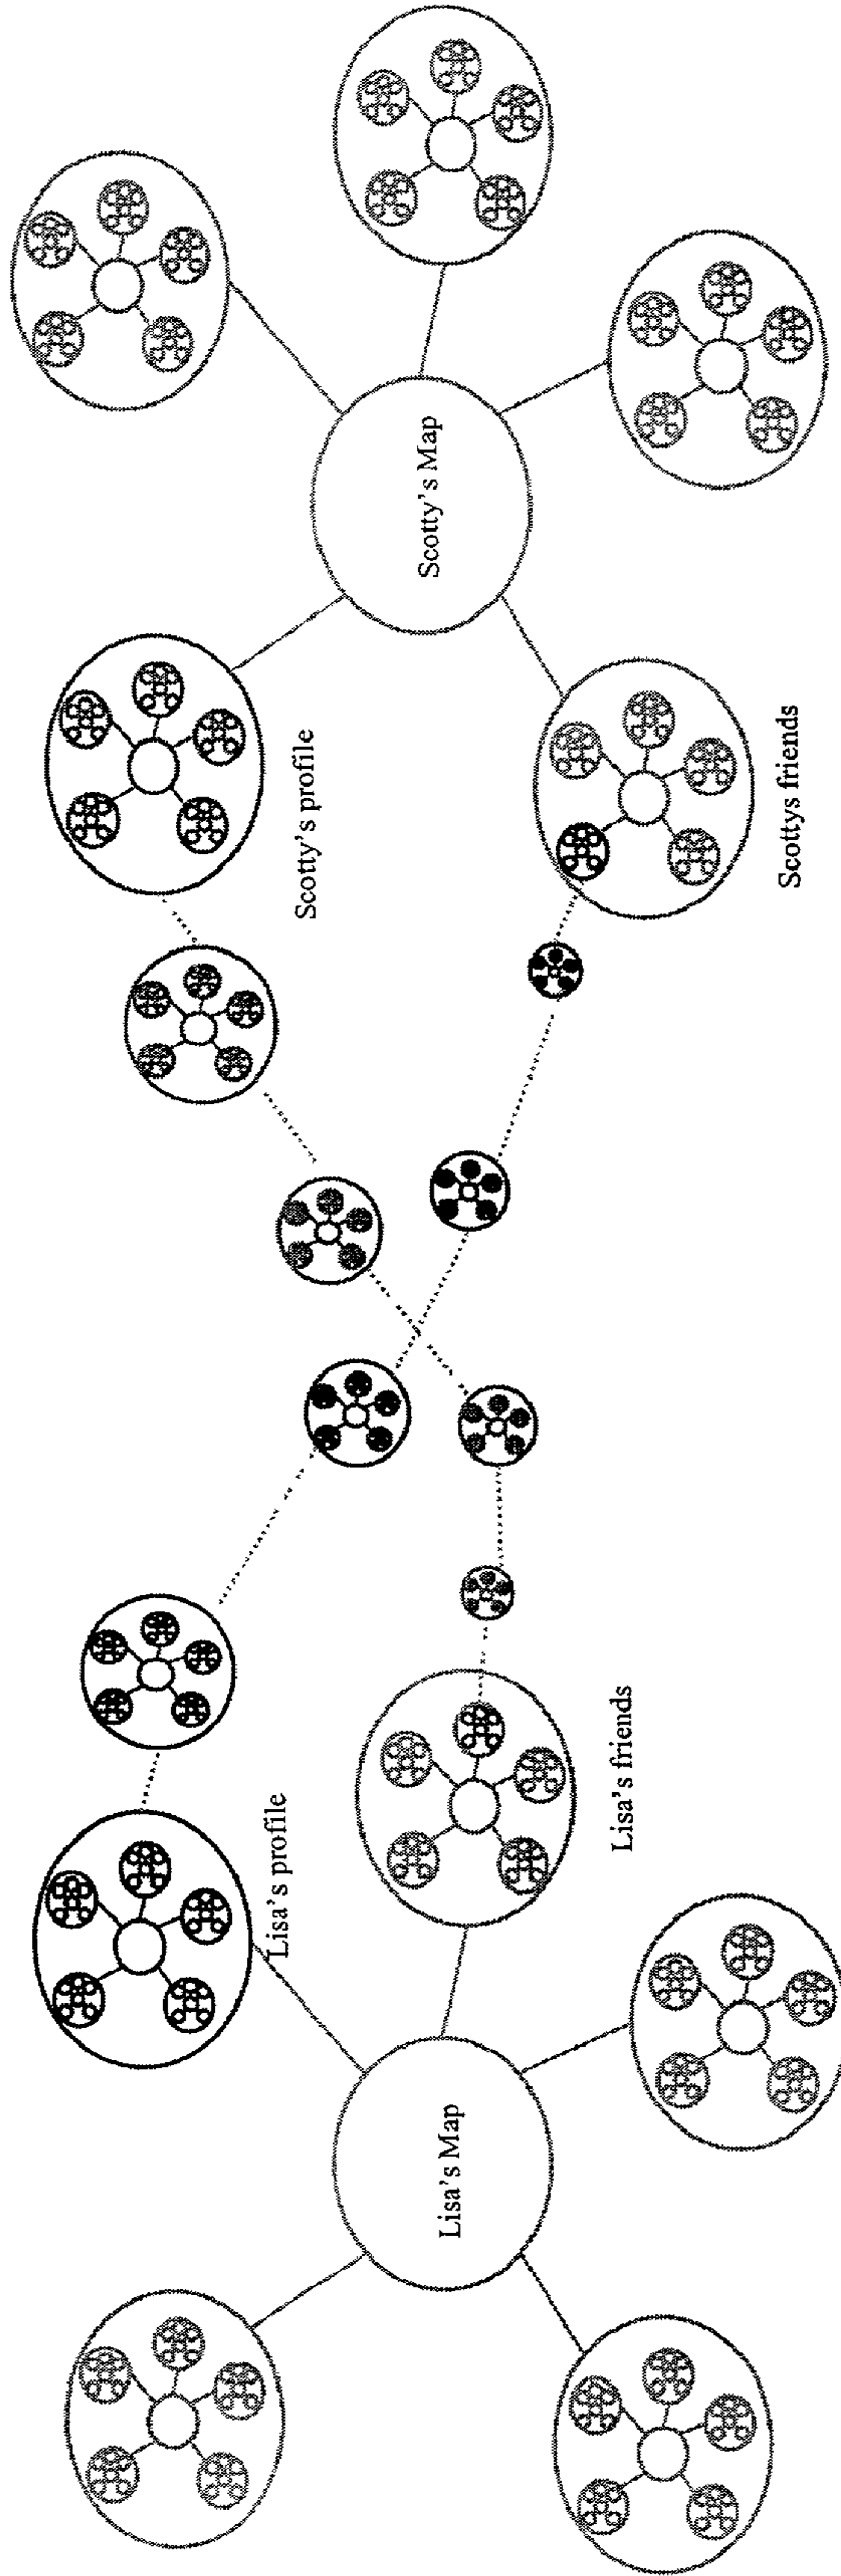 Lisa's Map
Lisa's profile
Lisa's friends
Scotty's profile
Scottys friends
Scotty's Map